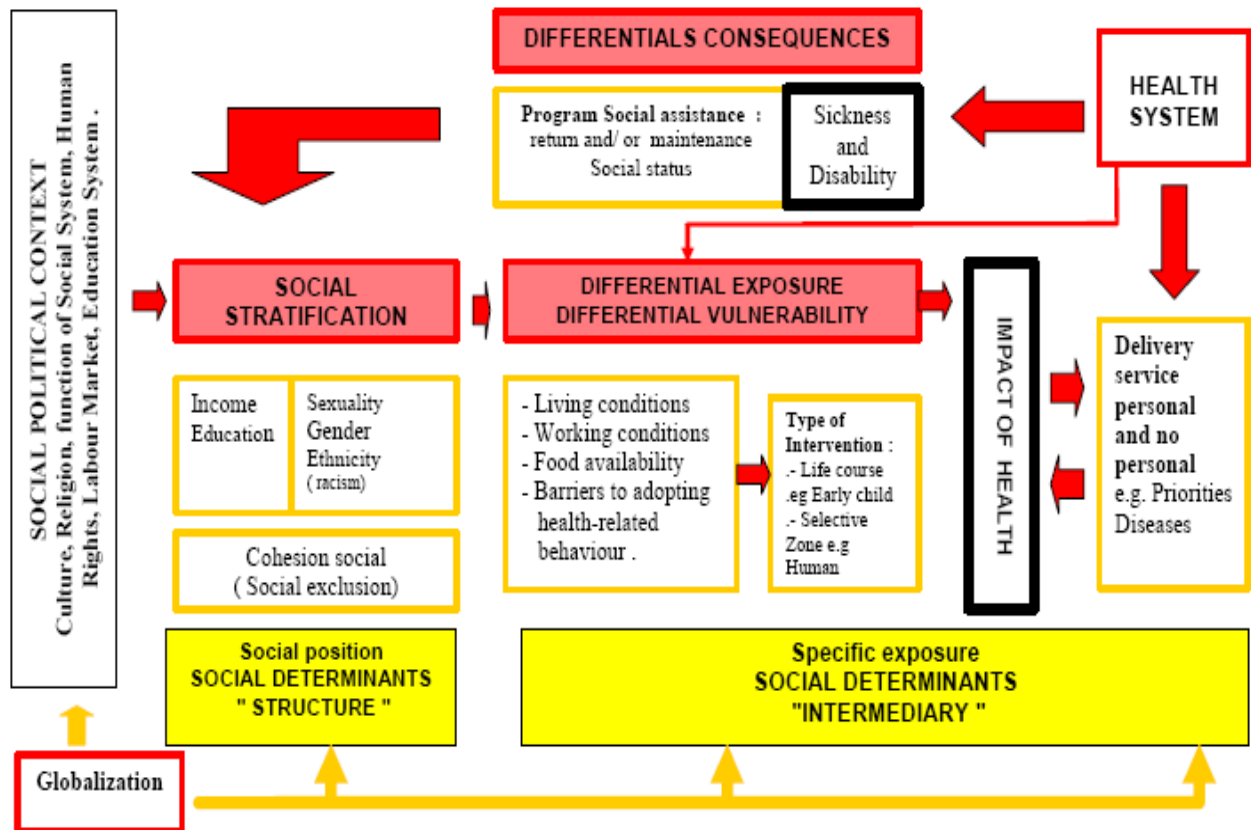 SOCIAL POLITICAL CONTEXT
Culture, Religion, function of Social System, Human
Rights, Labour Market, Education System .
DIFFERENTIALS CONSEQUENCES
Program Social assistance :
return and/ or maintenance
Social status
Sickness
and
Disability
HEALTH
SYSTEM
SOCIAL
STRATIFICATION
DIFFERENTIAL EXPOSURE
DIFFERENTIAL VULNERABILITY
Income
Education
Sexuality
Gender
Ethnicity
( racism)
Cohesion social
( Social exclusion)
- Living conditions
- Working conditions
- Food availability
- Barriers to adopting
health-related
behaviour .
Type of
Intervention :
.- Life course
.eg Early child
.- Selective
Zone e.g
Human
IMPACT OF HEALTH
Delivery
service
personal
and no
personal
e.g. Priorities
Diseases
Social position
SOCIAL DETERMINANTS
" STRUCTURE "
Specific exposure
SOCIAL DETERMINANTS
"INTERMEDIARY "
Globalization